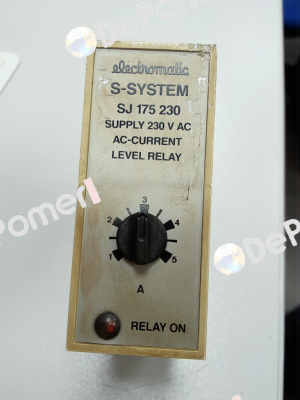 electromatic
S-SYSTEM
SJ 175 230
SUPPLY 230 V AC
AC-CURRENT
LEVEL RELAY
1 2 3 4 5
A
RELAY ON
DePomeri